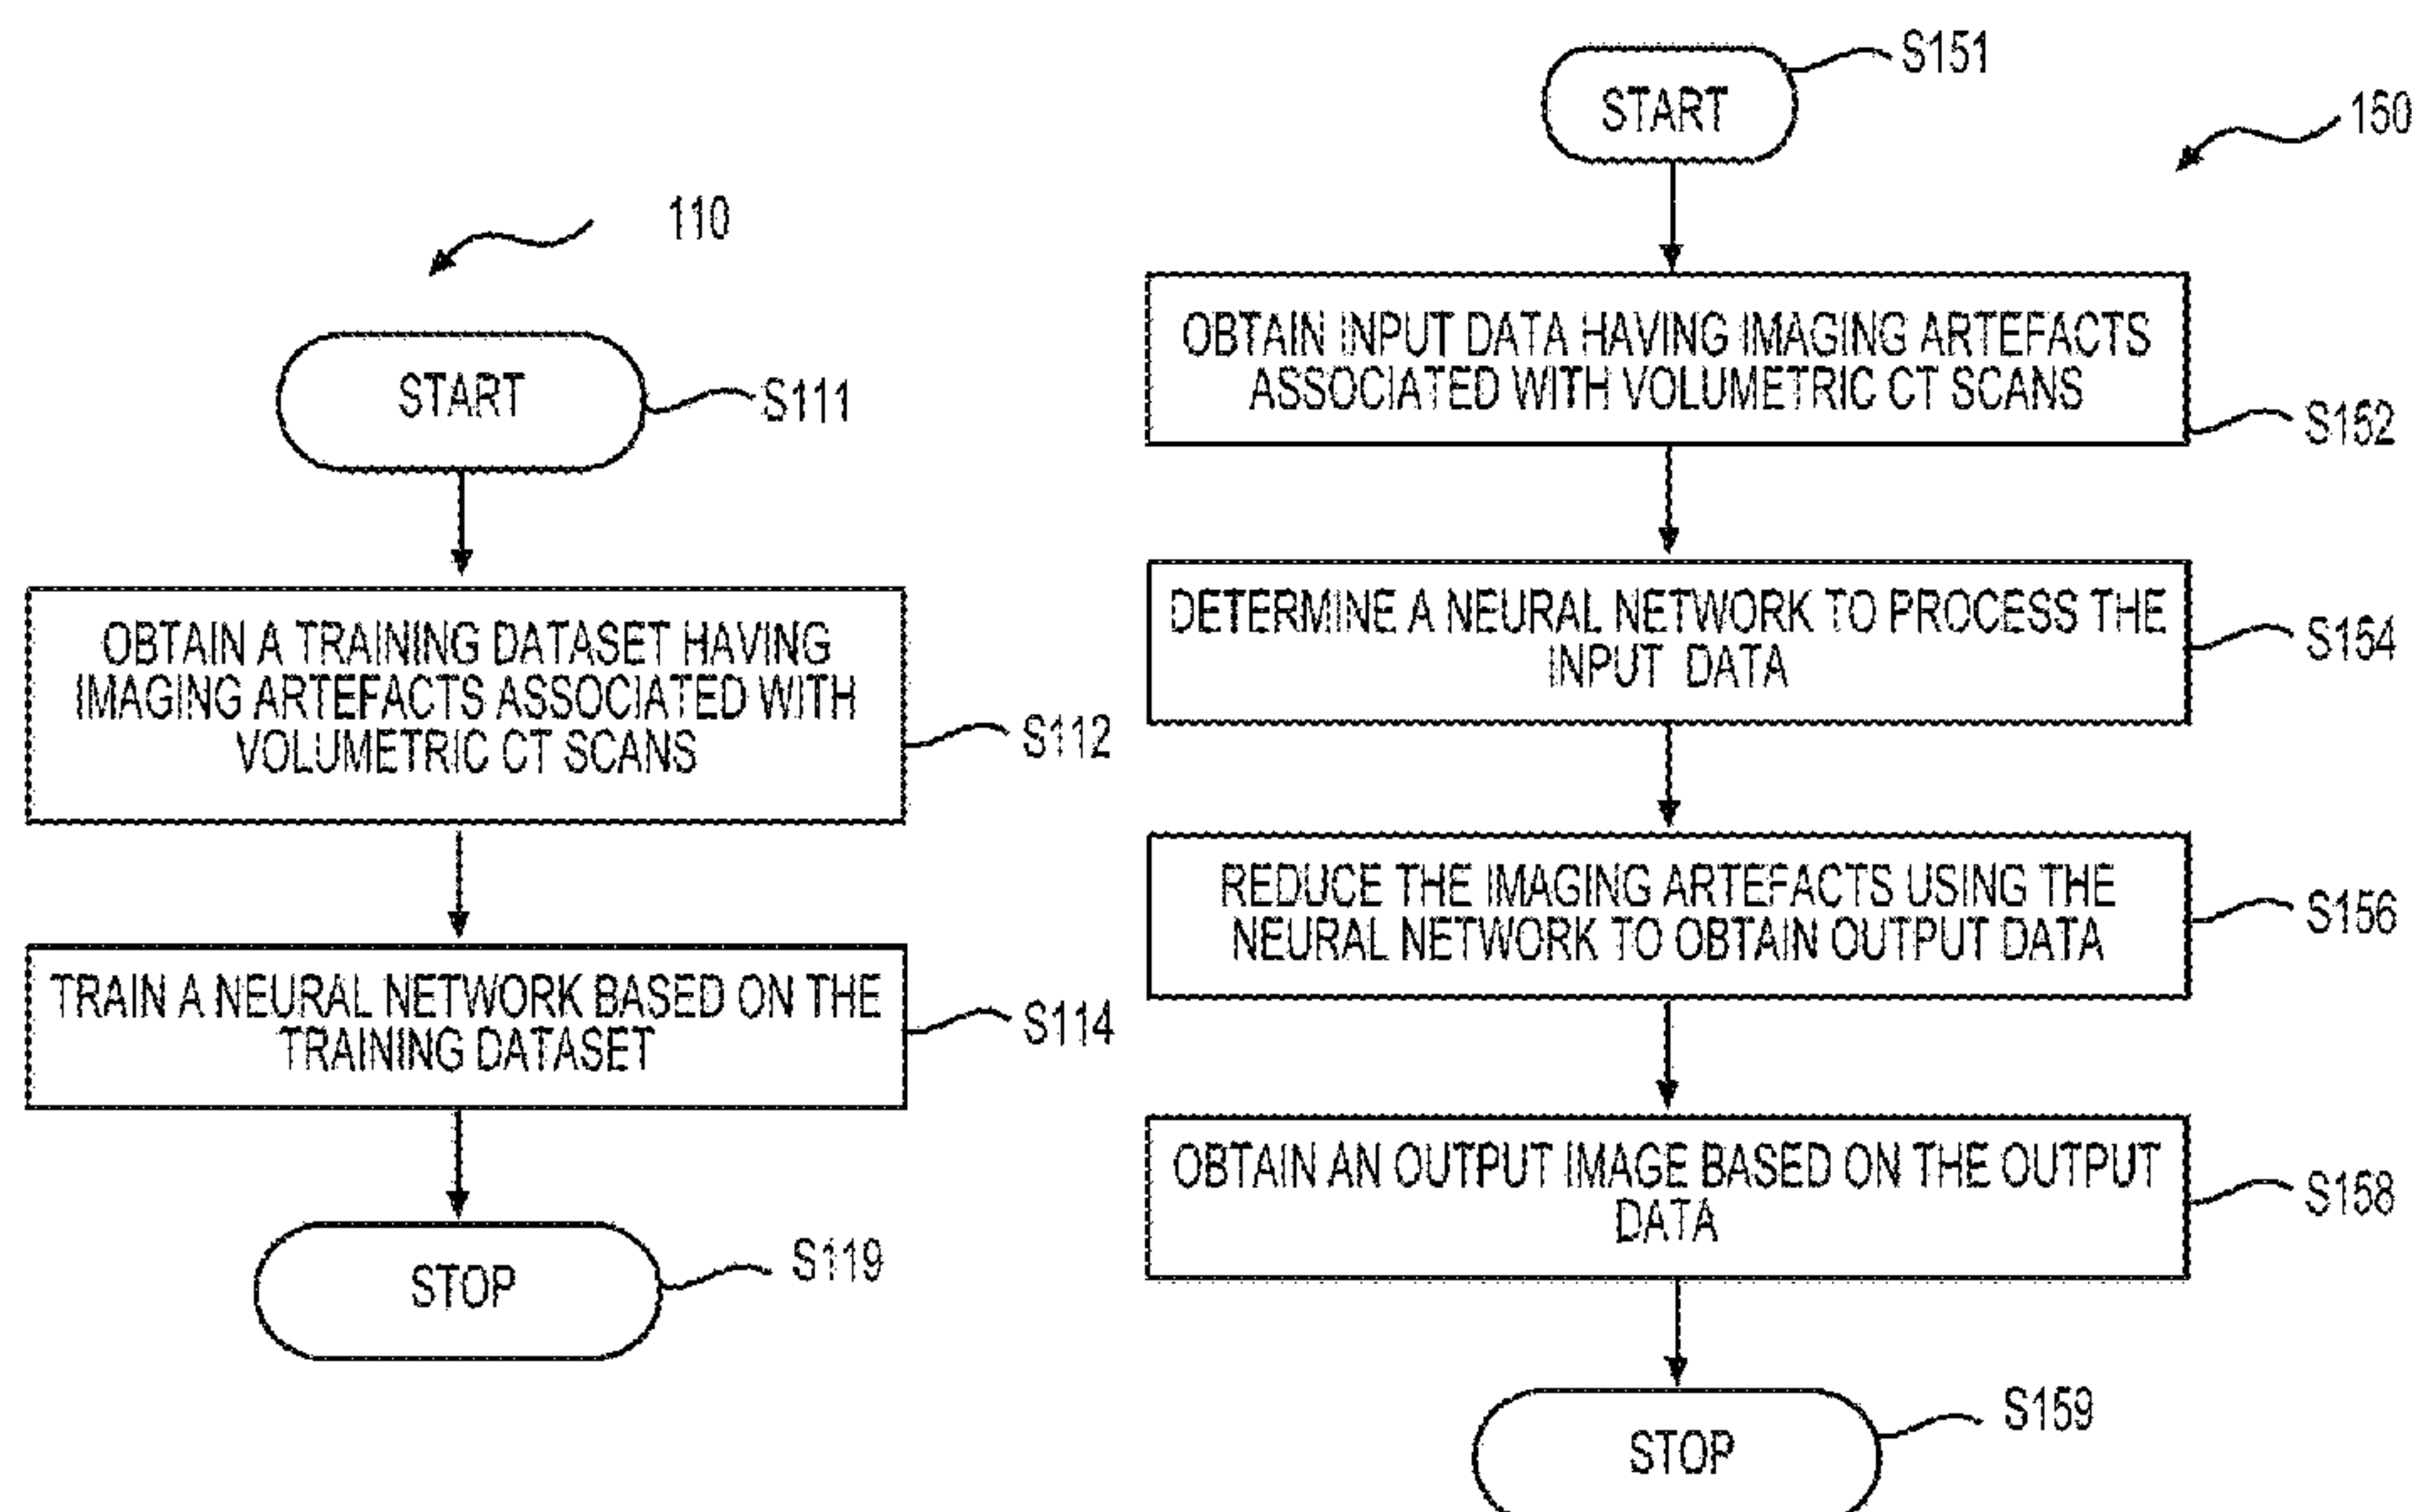 110
START
S111
OBTAIN A TRAINING DATASET HAVING
IMAGING ARTEFACTS ASSOCIATED WITH
VOLUMETRIC CT SCANS
S112
TRAIN A NEURAL NETWORK BASED ON THE
TRAINING DATASET
S114
STOP
S119
150
START
S151
OBTAIN INPUT DATA HAVING IMAGING ARTEFACTS
ASSOCIATED WITH VOLUMETRIC CT SCANS
S152
DETERMINE A NEURAL NETWORK TO PROCESS THE
INPUT DATA
S154
REDUCE THE IMAGING ARTEFACTS USING THE
NEURAL NETWORK TO OBTAIN OUTPUT DATA
S156
OBTAIN AN OUTPUT IMAGE BASED ON THE OUTPUT
DATA
S158
STOP
S159